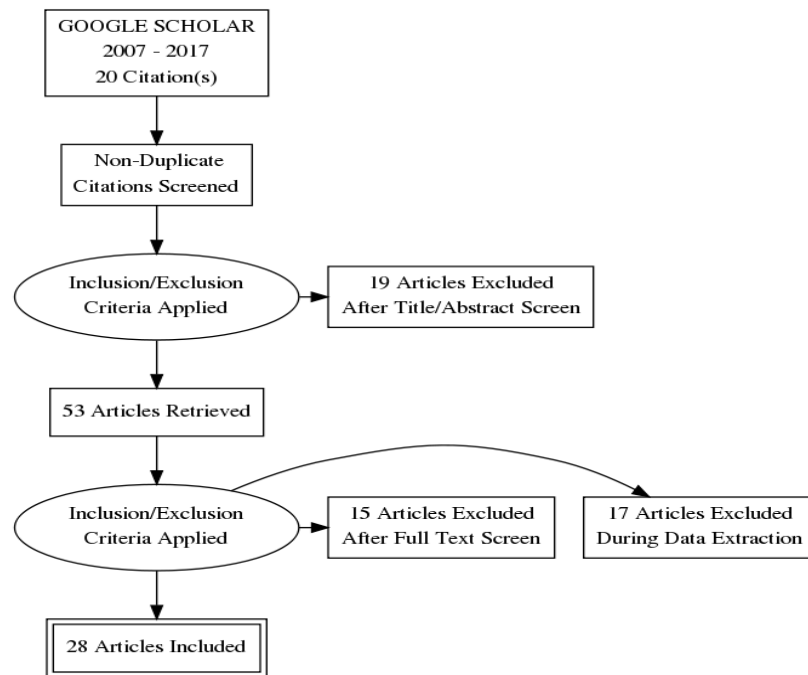 GOOGLE SCHOLAR
2007 - 2017
20 Citation(s)
Non-Duplicate
Citations Screened
Inclusion/Exclusion
Criteria Applied
19 Articles Excluded
After Title/Abstract Screen
53 Articles Retrieved
Inclusion/Exclusion
Criteria Applied
15 Articles Excluded
After Full Text Screen
17 Articles Excluded
During Data Extraction
28 Articles Included